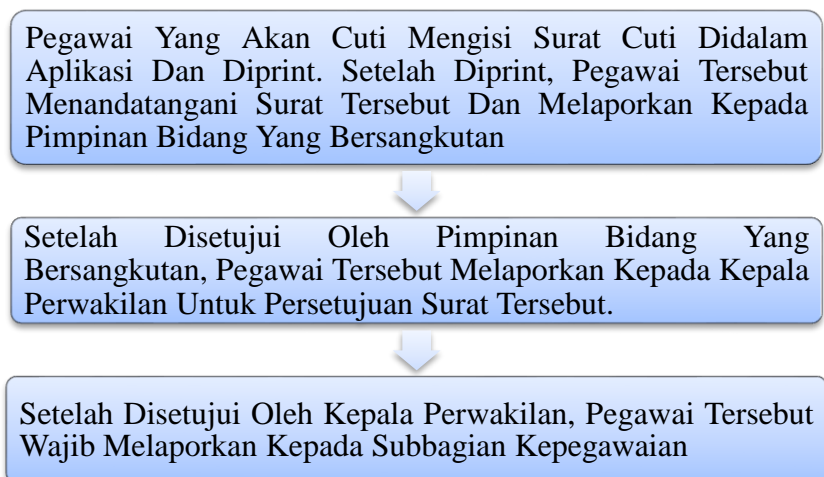 Pegawai Yang Akan Cuti Mengisi Surat Cuti Didalam
Aplikasi Dan Diprint. Setelah Diprint, Pegawai Tersebut
Menandatangani Surat Tersebut Dan Melaporkan Kepada
Pimpinan Bidang Yang Bersangkutan
Setelah Disetujui Oleh Pimpinan Bidang Yang
Bersangkutan, Pegawai Tersebut Melaporkan Kepada Kepala
Perwakilan Untuk Persetujuan Surat Tersebut.
Setelah Disetujui Oleh Kepala Perwakilan, Pegawai Tersebut
Wajib Melaporkan Kepada Subbagian Kepegawaian